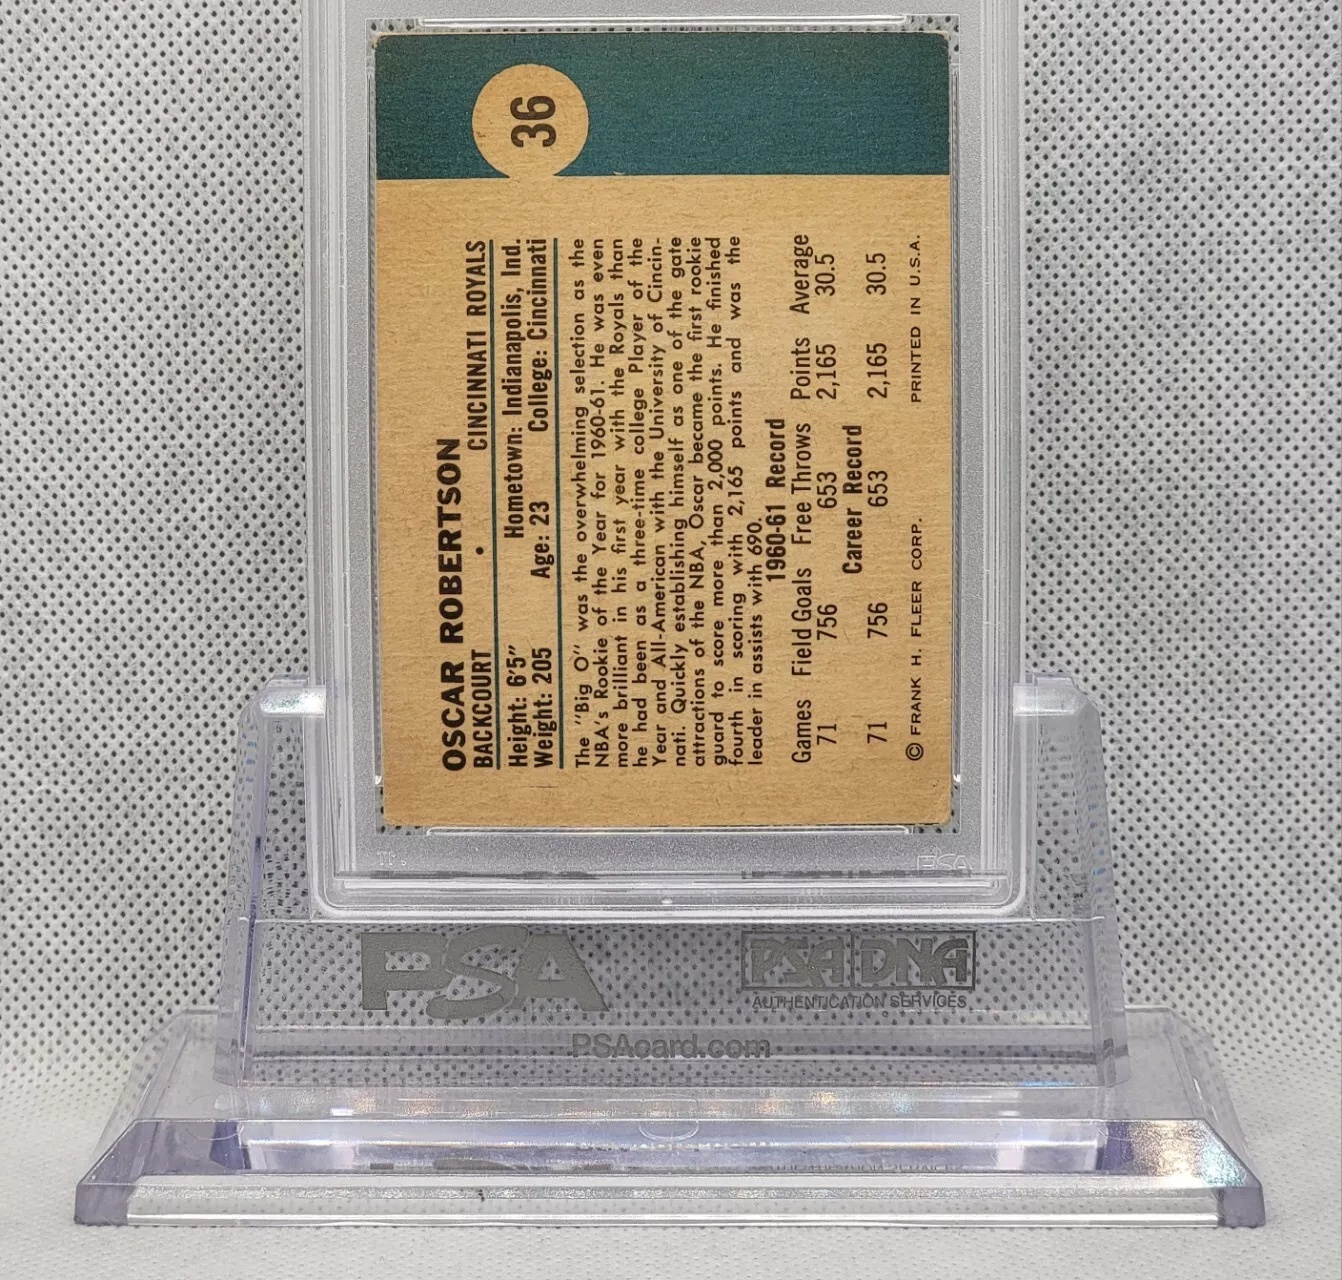 36
OSCAR ROBERTSON
BACKCOURT • CINCINNATI ROYALS
Height: 6'5" Hometown: Indianapolis, Ind.
Weight: 205 Age: 23 College: Cincinnati
The "Big O" was the overwhelming selection as the
NBA's Rookie of the Year for 1960-61. He was even
more brilliant in his first year with the Royals than
he had been as a three-time college Player of the
Year and All-American with the University of Cincin-
nati. Quickly establishing himself as one of the gate
attractions of the NBA, Oscar became the first rookie
guard to score more than 2,000 points. He finished
fourth in scoring with 2,165 points and was the
leader in assists with 690.
1960-61 Record
Games Field Goals Free Throws Points Average
71 756 653 2,165 30.5
Career Record
71 756 653 2,165 30.5
© FRANK H. FLEER CORP. PRINTED IN U.S.A.
PSA
PSA
PSA DNA
AUTHENTICATION SERVICES
PSAcard.com